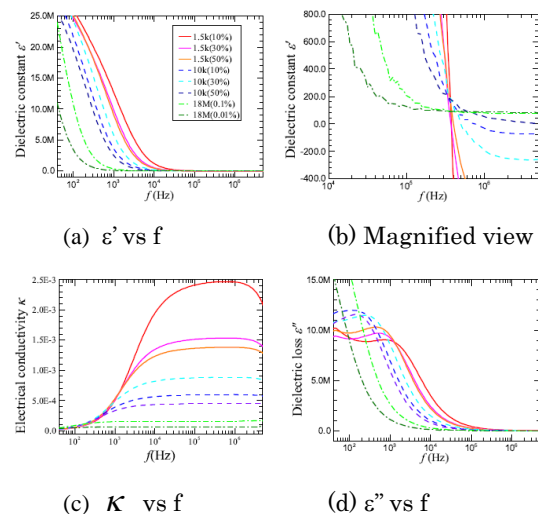 25.0M
20.0M
15.0M
10.0M
5.0M
0.0
Dielectric constant ε'
1.5k(10%)
1.5k(30%)
1.5k(50%)
10k(10%)
10k(30%)
10k(50%)
18M(0.1%)
18M(0.01%)
10² 10³ 10⁴ 10⁵ 10⁶
f(Hz)
(a) ε' vs f
800.0
600.0
400.0
200.0
0.0
-200.0
-400.0
Dielectric constant ε'
10⁴ 10⁵ 10⁶
f(Hz)
(b) Magnified view
2.5E-3
2.0E-3
1.5E-3
1.0E-3
5.0E-4
0.0
Electrical conductivity κ
10² 10³ 10⁴ 10⁵ 10⁶
f(Hz)
(c) κ vs f
15.0M
10.0M
5.0M
0.0
Dielectric loss ε"
10² 10³ 10⁴ 10⁵ 10⁶
f(Hz)
(d) ε" vs f